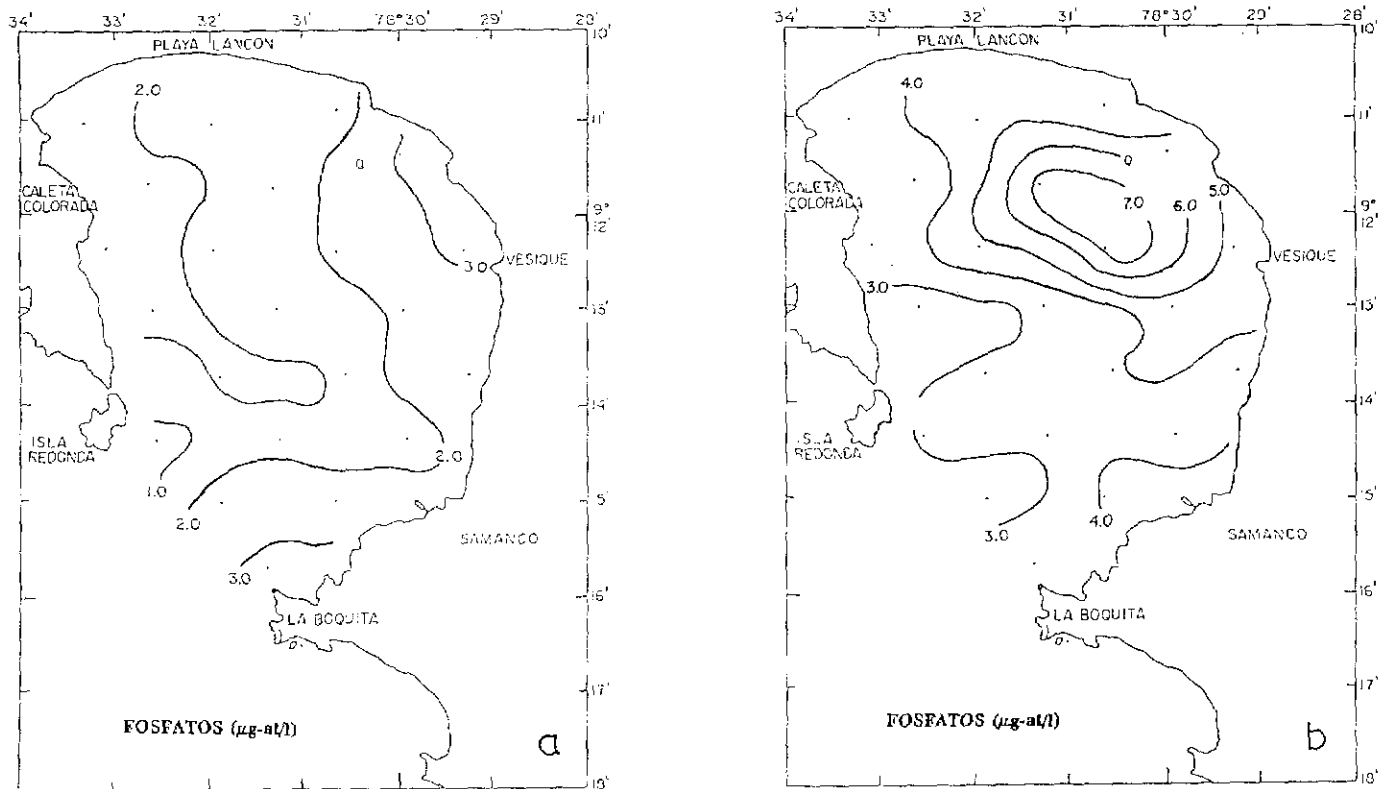 34' 33' 32' 31' 78°30' 29' 28'
PLAYA LANCON
10'
2.0
11'
0
CALETA
COLORADA
9°
12'
3.0
VESIQUE
13'
14'
ISLA
REDONDA
2.0
1.0
2.0
15'
SAMANCO
3.0
16'
LA BOQUITA
17'
FOSFATOS (µg-at/l)
a
18'
34' 33' 32' 31' 78°30' 29' 28'
PLAYA LANCON
10'
4.0
11'
0
CALETA
COLORADA
7.0
6.0
5.0
9°
12'
VESIQUE
3.0
13'
14'
ISLA
REDONDA
15'
3.0
4.0
SAMANCO
16'
LA BOQUITA
17'
FOSFATOS (µg-at/l)
b
18'